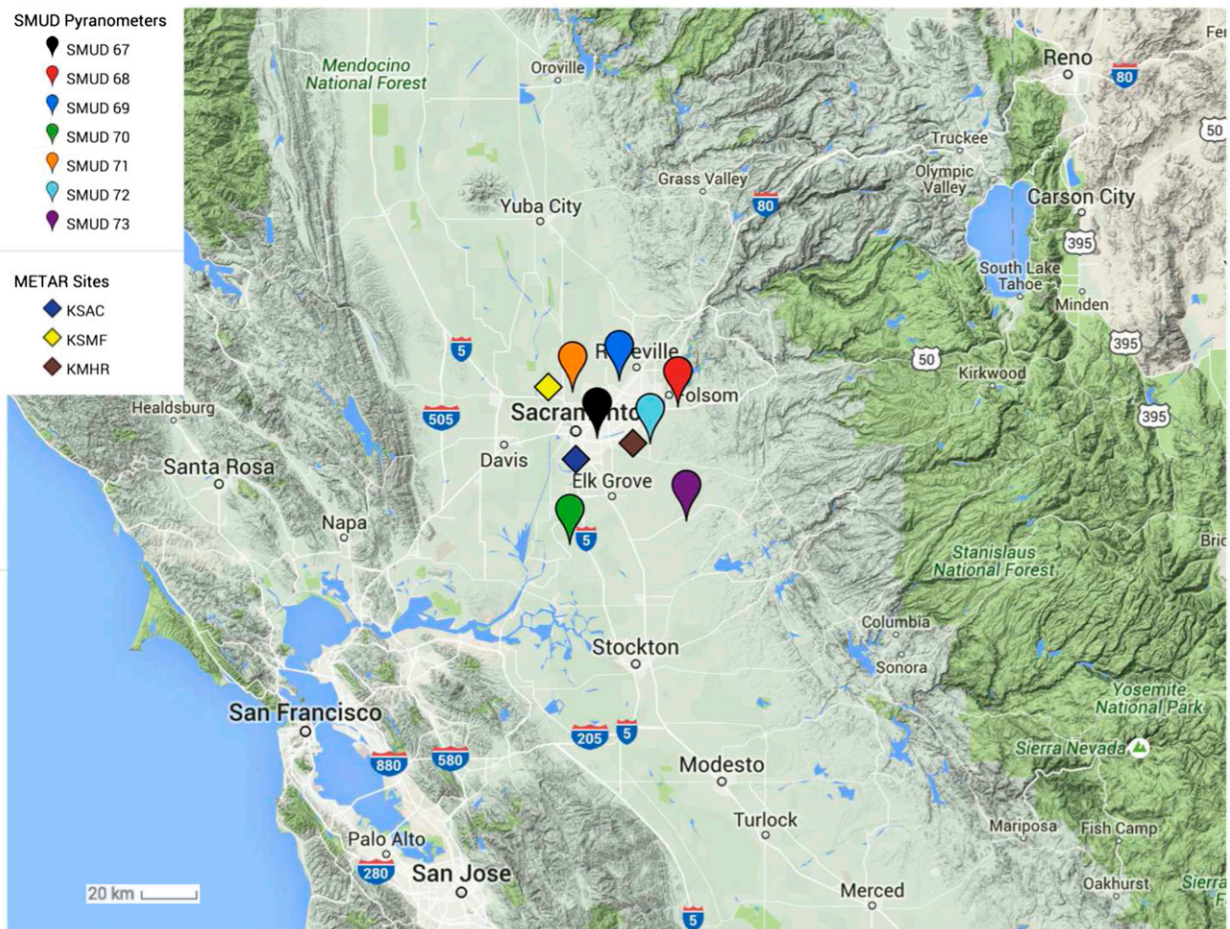 SMUD Pyranometers
SMUD 67
SMUD 68
SMUD 69
SMUD 70
SMUD 71
SMUD 72
SMUD 73
METAR Sites
KSAC
KSMF
KMHR
Mendocino
National Forest
Oroville
Reno
80
50
Truckee
Olympic
Valley
Grass Valley
Yuba City
80
Carson City
395
South Lake
Tahoe
Minden
5
395
50
Kirkwood
Folsom
505
Sacramento
395
Healdsburg
Davis
Santa Rosa
Elk Grove
Napa
5
Stanislaus
National Forest
Columbia
Stockton
Sonora
Yosemite
National Park
San Francisco
205
5
Sierra Nevada
880
580
Modesto
Turlock
Mariposa
Fish Camp
Palo Alto
280
San Jose
Oakhurst
Sierra
20 km
Merced
5